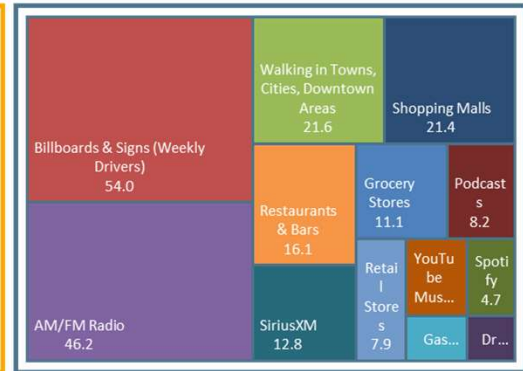 Billboards & Signs (Weekly
Drivers)
54.0
AM/FM Radio
46.2
Walking in Towns,
Cities, Downtown
Areas
21.6
Shopping Malls
21.4
Restaurants
& Bars
16.1
SiriusXM
12.8
Grocery
Stores
11.1
Podcast
s
8.2
Retai
l
Store
s
7.9
YouTu
be
Mus...
Spoti
fy
4.7
Gas...
Dr...